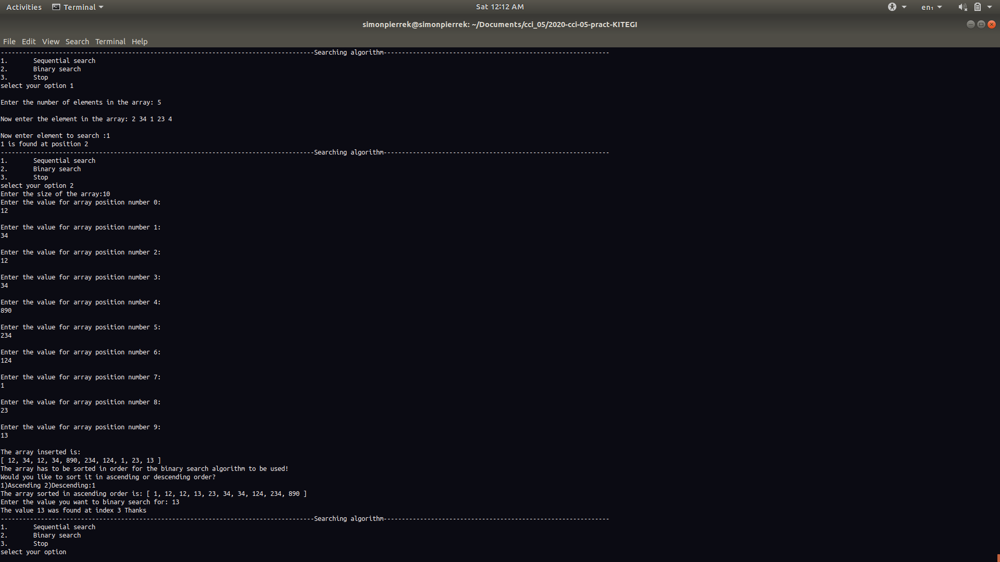 Activities Terminal Sat 12:12 AM en₁
simonpierrek@simonpierrek: ~/Documents/cci_05/2020-cci-05-pract-KITEGI
File Edit View Search Terminal Help
--------------------------------------------------------------------------------------Searching algorithm--------------------------------------------------------------
1. Sequential search
2. Binary search
3. Stop
select your option 1
Enter the number of elements in the array: 5
Now enter the element in the array: 2 34 1 23 4
Now enter element to search :1
1 is found at position 2
--------------------------------------------------------------------------------------Searching algorithm--------------------------------------------------------------
1. Sequential search
2. Binary search
3. Stop
select your option 2
Enter the size of the array:10
Enter the value for array position number 0:
12
Enter the value for array position number 1:
34
Enter the value for array position number 2:
12
Enter the value for array position number 3:
34
Enter the value for array position number 4:
890
Enter the value for array position number 5:
234
Enter the value for array position number 6:
124
Enter the value for array position number 7:
1
Enter the value for array position number 8:
23
Enter the value for array position number 9:
13
The array inserted is:
[ 12, 34, 12, 34, 890, 234, 124, 1, 23, 13 ]
The array has to be sorted in order for the binary search algorithm to be used!
Would you like to sort it in ascending or descending order?
1)Ascending 2)Descending:1
The array sorted in ascending order is: [ 1, 12, 12, 13, 23, 34, 34, 124, 234, 890 ]
Enter the value you want to binary search for: 13
The value 13 was found at index 3 Thanks
--------------------------------------------------------------------------------------Searching algorithm--------------------------------------------------------------
1. Sequential search
2. Binary search
3. Stop
select your option